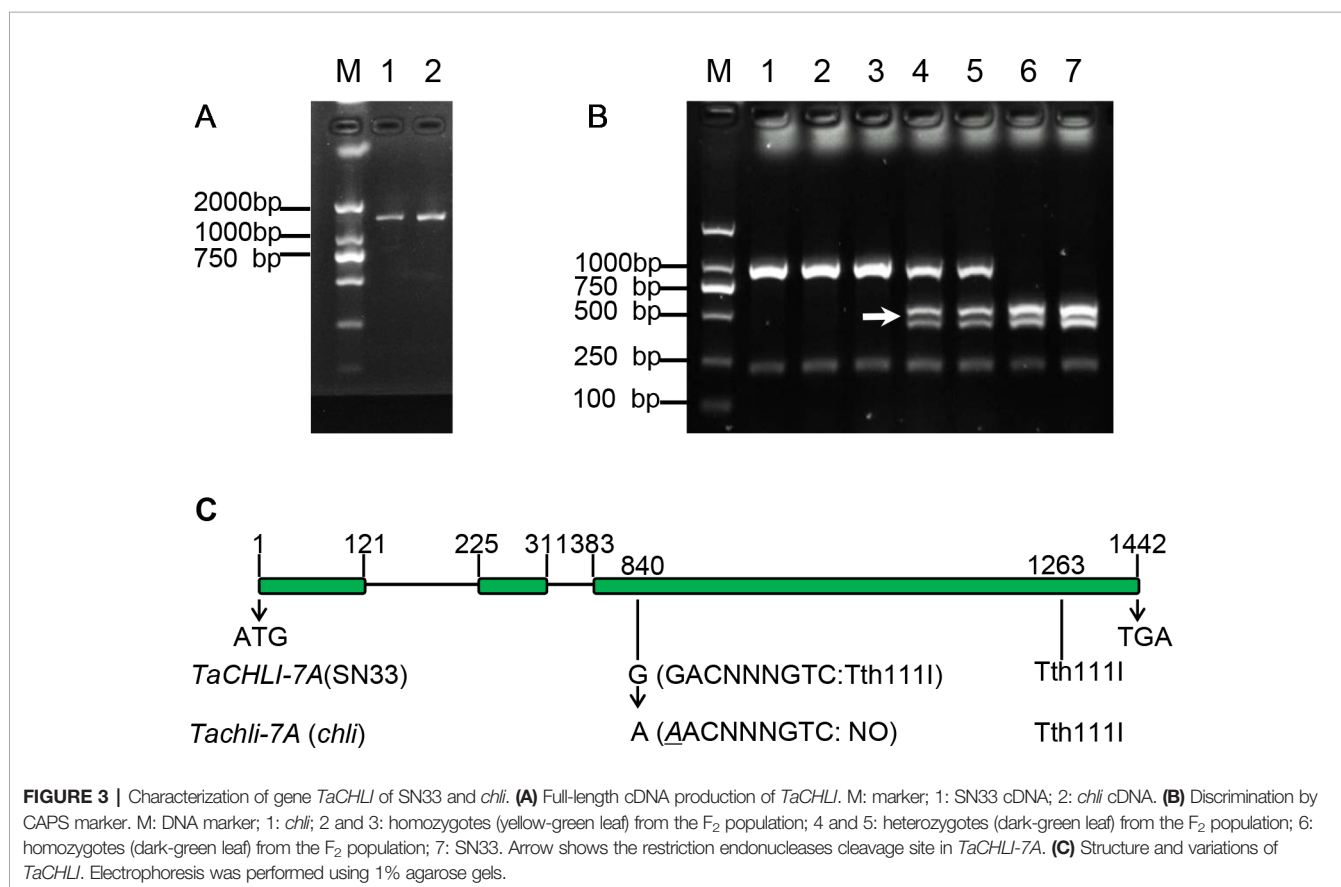 M 1 2
A
2000bp
1000bp
750 bp
M 1 2 3 4 5 6 7
B
1000bp
750 bp
500 bp
250 bp
100 bp
C
1 121 225 311383 1442
840 1263
ATG TGA
TaCHLI-7A(SN33) G (GACNNNGTC:Tth111I) Tth111I
Tachli-7A (chli) A (AACNNNGTC: NO) Tth111I
FIGURE 3 | Characterization of gene TaCHLI of SN33 and chli. (A) Full-length cDNA production of TaCHLI. M: marker; 1: SN33 cDNA; 2: chli cDNA. (B) Discrimination by
CAPS marker. M: DNA marker; 1: chli; 2 and 3: homozygotes (yellow-green leaf) from the F2 population; 4 and 5: heterozygotes (dark-green leaf) from the F2 population; 6:
homozygotes (dark-green leaf) from the F2 population; 7: SN33. Arrow shows the restriction endonucleases cleavage site in TaCHLI-7A. (C) Structure and variations of
TaCHLI. Electrophoresis was performed using 1% agarose gels.